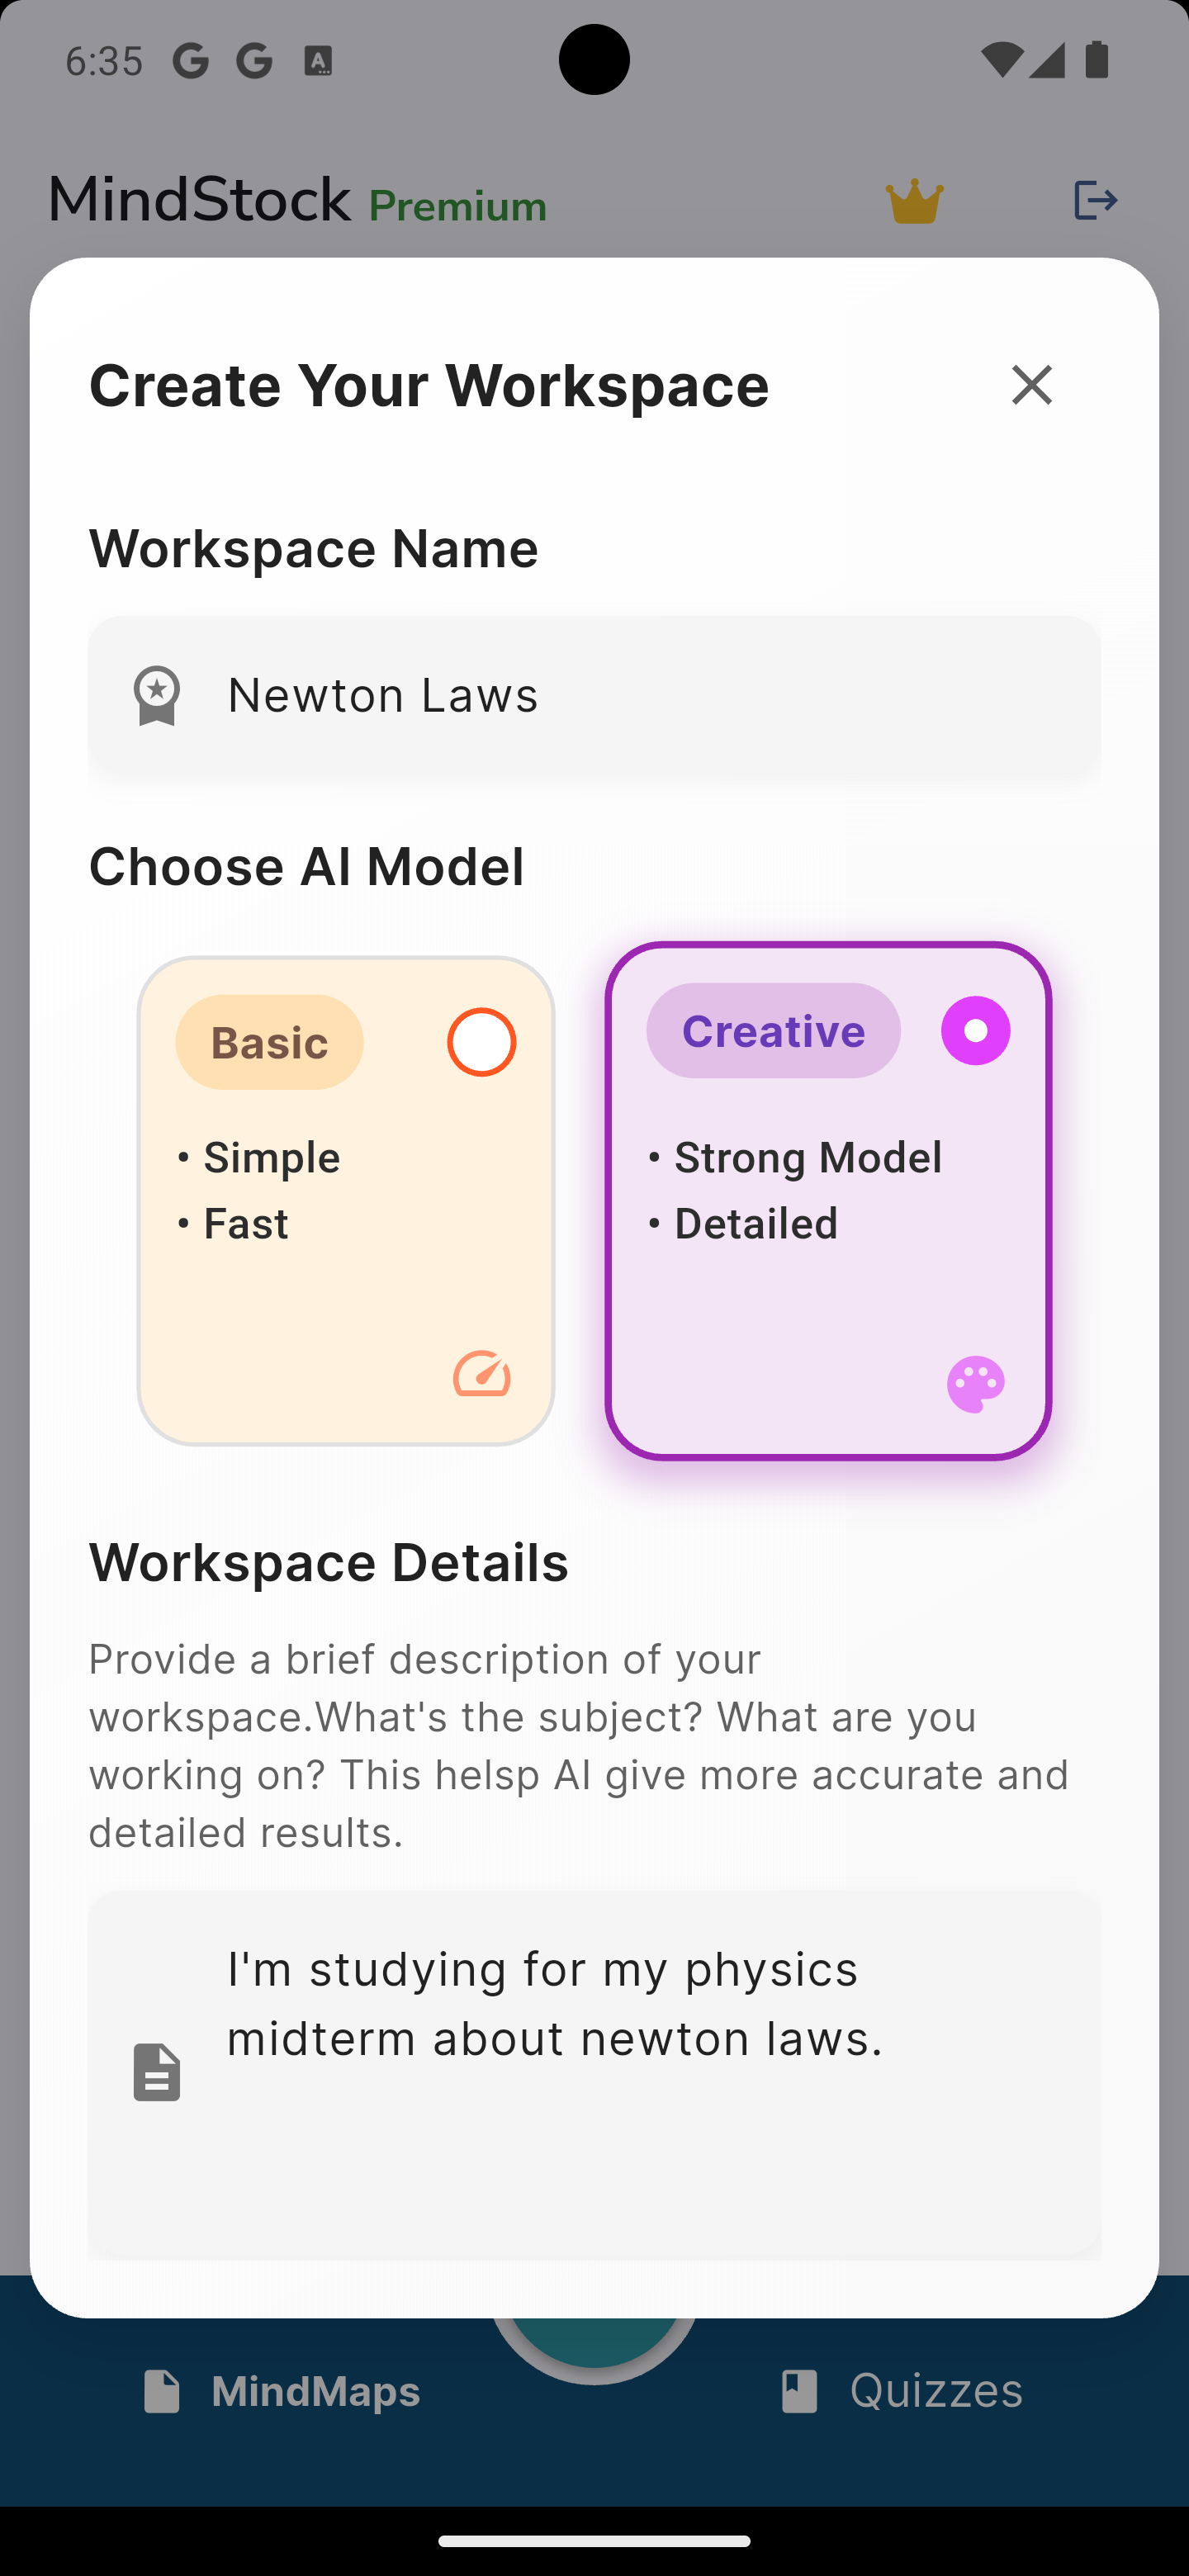 6:35
MindStock Premium
Create Your Workspace
Workspace Name
Newton Laws
Choose AI Model
Basic
• Simple
• Fast
Creative
• Strong Model
• Detailed
Workspace Details
Provide a brief description of your
workspace.What's the subject? What are you
working on? This helsp AI give more accurate and
detailed results.
I'm studying for my physics
midterm about newton laws.
MindMaps
Quizzes